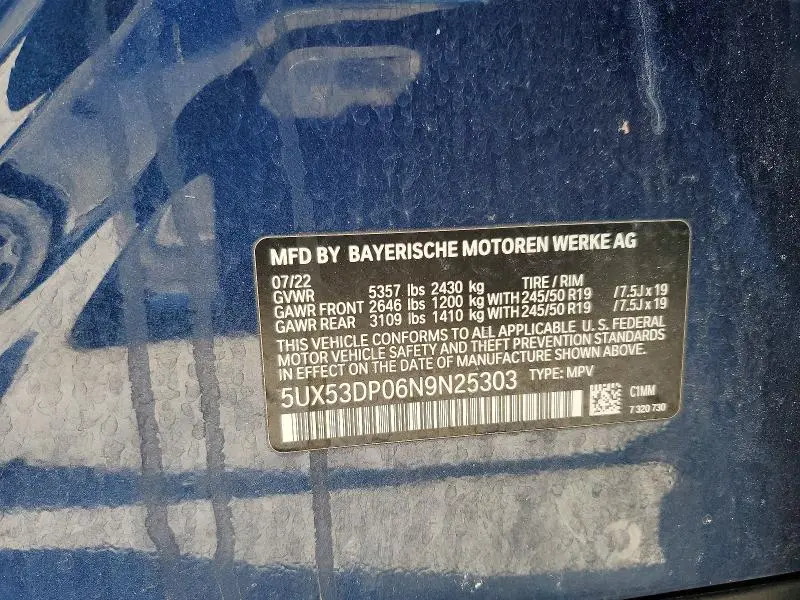 MFD BY BAYERISCHE MOTOREN WERKE AG
07/22 TIRE / RIM
GVWR 5357 lbs 2430 kg
GAWR FRONT 2646 lbs 1200 kg WITH 245/50 R19 /7.5J x 19
GAWR REAR 3109 lbs 1410 kg WITH 245/50 R19 /7.5J x 19
THIS VEHICLE CONFORMS TO ALL APPLICABLE U. S. FEDERAL
MOTOR VEHICLE SAFETY AND THEFT PREVENTION STANDARDS
IN EFFECT ON THE DATE OF MANUFACTURE SHOWN ABOVE.
5UX53DP06N9N25303 TYPE: MPV
C1MM
7 320 730